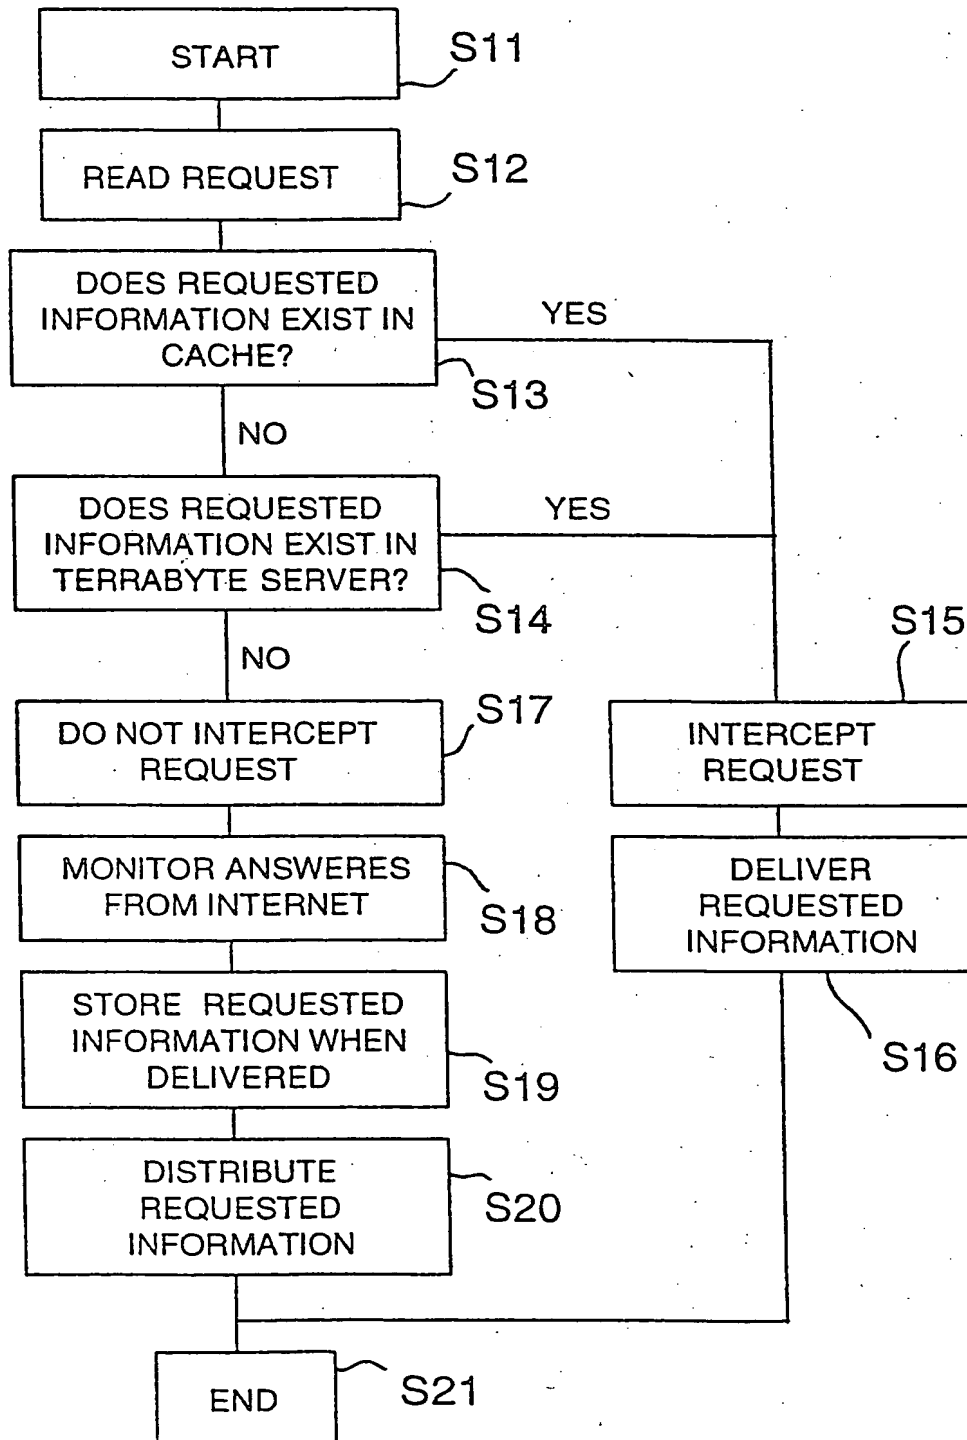 START
S11
READ REQUEST
S12
DOES REQUESTED
INFORMATION EXIST IN
CACHE?
YES
S13
NO
DOES REQUESTED
INFORMATION EXIST IN
TERRABYTE SERVER?
YES
S14
NO
S15
DO NOT INTERCEPT
REQUEST
S17
INTERCEPT
REQUEST
MONITOR ANSWERES
FROM INTERNET
S18
DELIVER
REQUESTED
INFORMATION
S16
STORE REQUESTED
INFORMATION WHEN
DELIVERED
S19
DISTRIBUTE
REQUESTED
INFORMATION
S20
END
S21